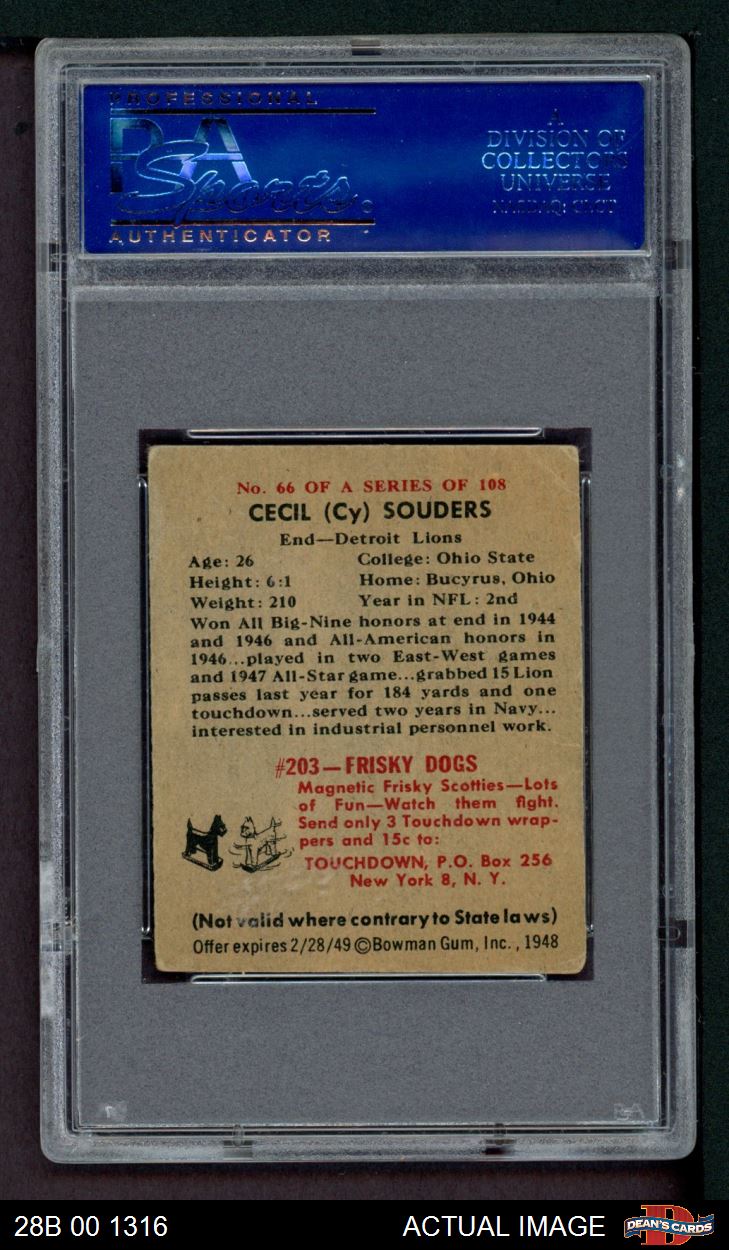 PROFESSIONAL
PSA
Sports
AUTHENTICATOR
A
DIVISION OF
COLLECTORS
UNIVERSE
NASDAQ: CLCT
No. 66 OF A SERIES OF 108
CECIL (Cy) SOUDERS
End—Detroit Lions
Age: 26 College: Ohio State
Height: 6:1 Home: Bucyrus, Ohio
Weight: 210 Year in NFL: 2nd
Won All Big-Nine honors at end in 1944
and 1946 and All-American honors in
1946...played in two East-West games
and 1947 All-Star game...grabbed 15 Lion
passes last year for 184 yards and one
touchdown...served two years in Navy...
interested in industrial personnel work.
#203—FRISKY DOGS
Magnetic Frisky Scotties—Lots
of Fun—Watch them fight.
Send only 3 Touchdown wrap-
pers and 15c to:
TOUCHDOWN, P.O. Box 256
New York 8, N. Y.
(Not valid where contrary to State laws)
Offer expires 2/28/49 ©Bowman Gum, Inc., 1948
28B 00 1316 ACTUAL IMAGE
DEAN'S CARDS